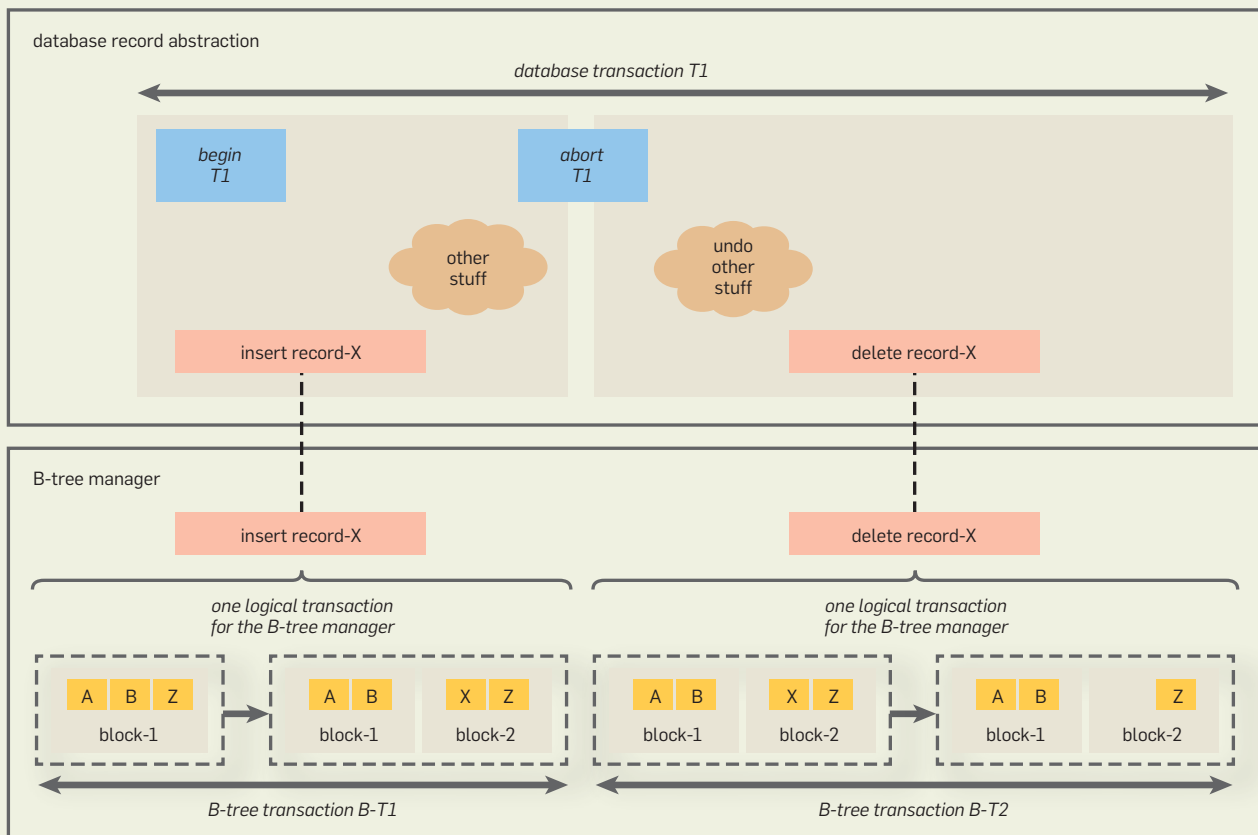 database record abstraction
database transaction T1
begin
T1
abort
T1
other
stuff
undo
other
stuff
insert record-X
delete record-X
B-tree manager
insert record-X
delete record-X
one logical transaction
for the B-tree manager
one logical transaction
for the B-tree manager
A B Z
block-1
A B
block-1
X Z
block-2
A B
block-1
X Z
block-2
A B
block-1
Z
block-2
B-tree transaction B-T1
B-tree transaction B-T2